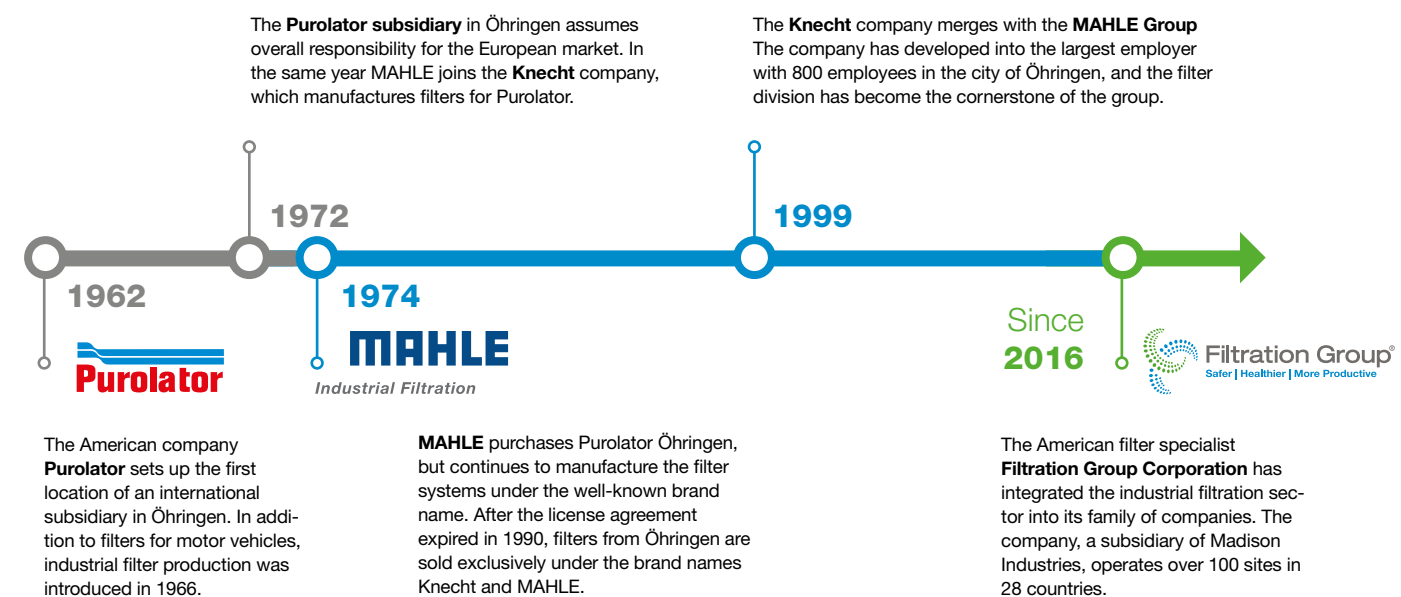 The Purolator subsidiary in Öhringen assumes
overall responsibility for the European market. In
the same year MAHLE joins the Knecht company,
which manufactures filters for Purolator.
The Knecht company merges with the MAHLE Group
The company has developed into the largest employer
with 800 employees in the city of Öhringen, and the filter
division has become the cornerstone of the group.
1972
1999
1962
1974
Purolator
MAHLE
Industrial Filtration
Since
2016
Filtration Group®
Safer | Healthier | More Productive
The American company
Purolator sets up the first
location of an international
subsidiary in Öhringen. In addi-
tion to filters for motor vehicles,
industrial filter production was
introduced in 1966.
MAHLE purchases Purolator Öhringen,
but continues to manufacture the filter
systems under the well-known brand
name. After the license agreement
expired in 1990, filters from Öhringen are
sold exclusively under the brand names
Knecht and MAHLE.
The American filter specialist
Filtration Group Corporation has
integrated the industrial filtration sec-
tor into its family of companies. The
company, a subsidiary of Madison
Industries, operates over 100 sites in
28 countries.